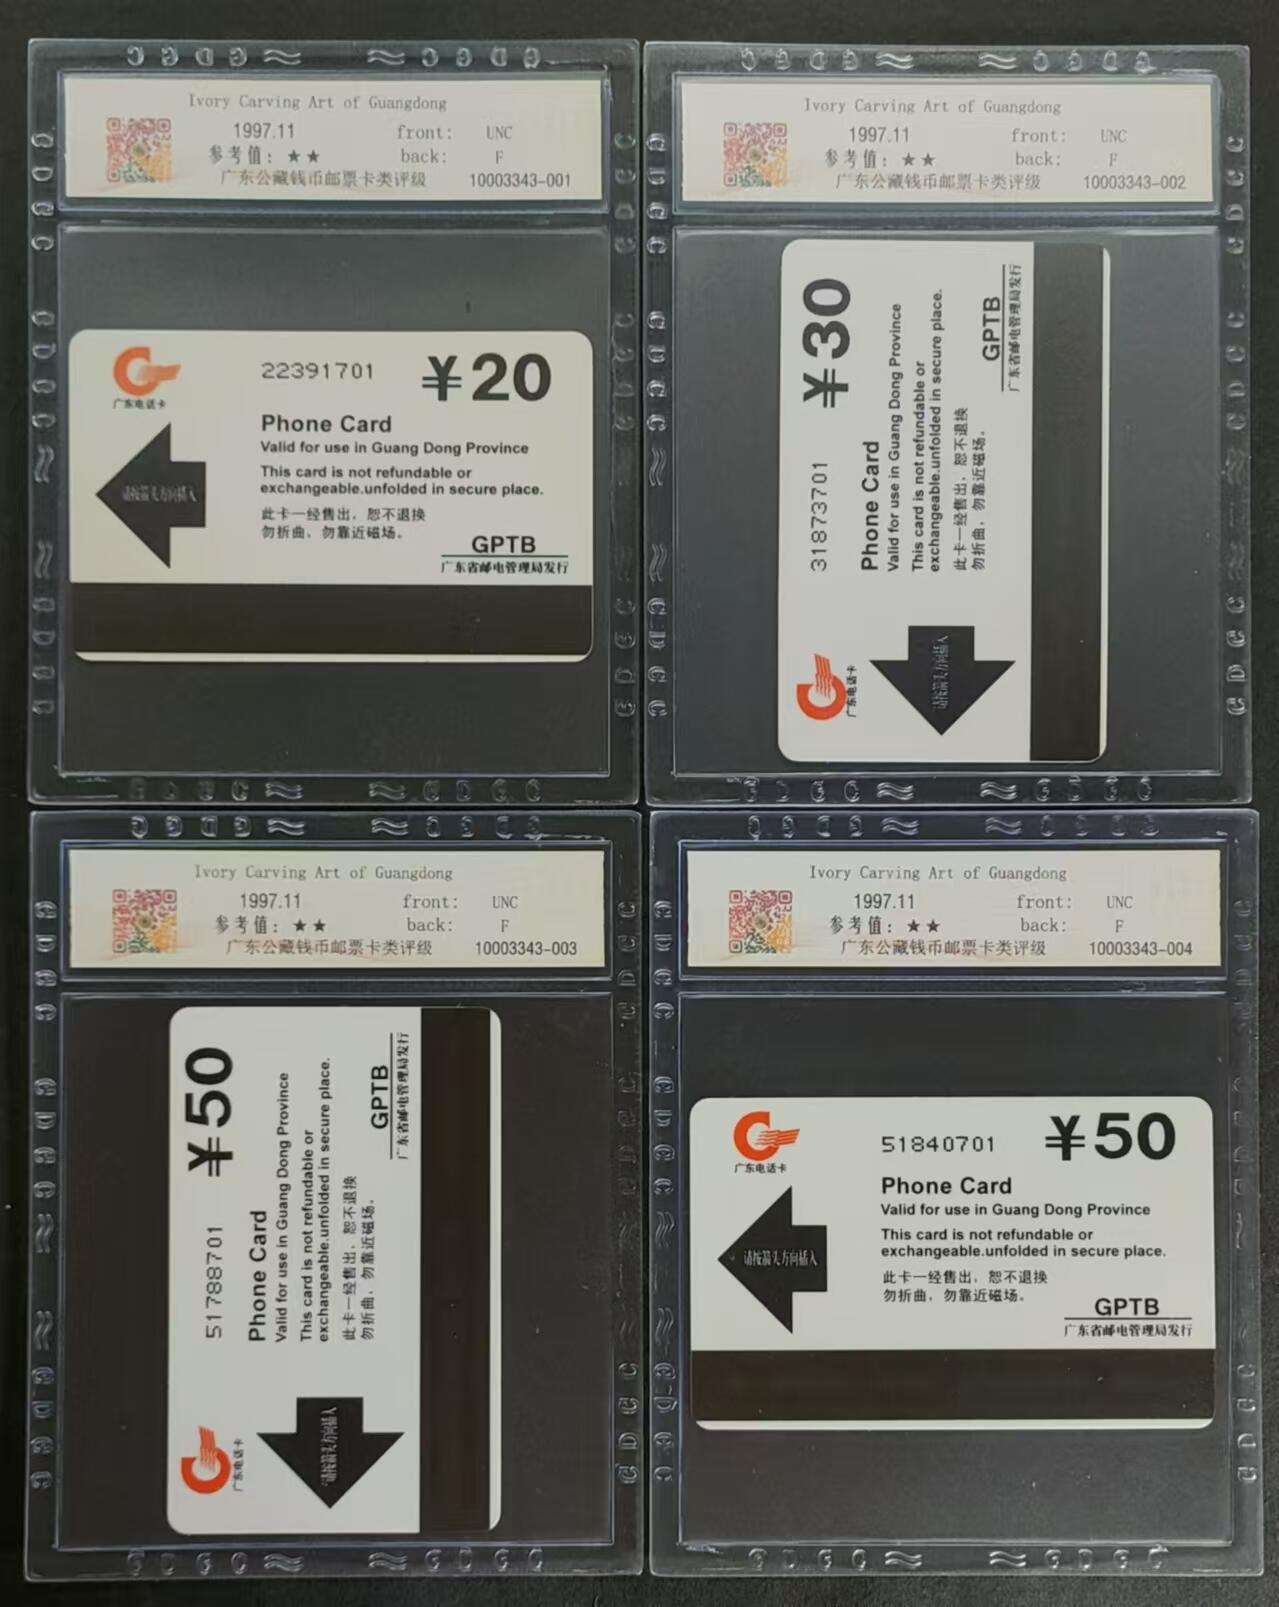 Ivory Carving Art of Guangdong
1997.11 front: UNC
参考值：★★ back: F
广东公藏钱币邮票卡类评级 10003343-001
广东电话卡
22391701 ¥20
Phone Card
Valid for use in Guang Dong Province
This card is not refundable or
exchangeable.unfolded in secure place.
请按箭头方向插入
此卡一经售出，恕不退换
勿折曲，勿靠近磁场。
GPTB
广东省邮电管理局发行
Ivory Carving Art of Guangdong
1997.11 front: UNC
参考值：★★ back: F
广东公藏钱币邮票卡类评级 10003343-002
广东电话卡
31873701 ¥30
Phone Card
Valid for use in Guang Dong Province
This card is not refundable or
exchangeable.unfolded in secure place.
请按箭头方向插入
此卡一经售出，恕不退换
勿折曲，勿靠近磁场。
GPTB
广东省邮电管理局发行
Ivory Carving Art of Guangdong
1997.11 front: UNC
参考值：★★ back: F
广东公藏钱币邮票卡类评级 10003343-003
广东电话卡
51788701 ¥50
Phone Card
Valid for use in Guang Dong Province
This card is not refundable or
exchangeable.unfolded in secure place.
请按箭头方向插入
此卡一经售出，恕不退换
勿折曲，勿靠近磁场。
GPTB
广东省邮电管理局发行
Ivory Carving Art of Guangdong
1997.11 front: UNC
参考值：★★ back: F
广东公藏钱币邮票卡类评级 10003343-004
广东电话卡
51840701 ¥50
Phone Card
Valid for use in Guang Dong Province
This card is not refundable or
exchangeable.unfolded in secure place.
请按箭头方向插入
此卡一经售出，恕不退换
勿折曲，勿靠近磁场。
GPTB
广东省邮电管理局发行